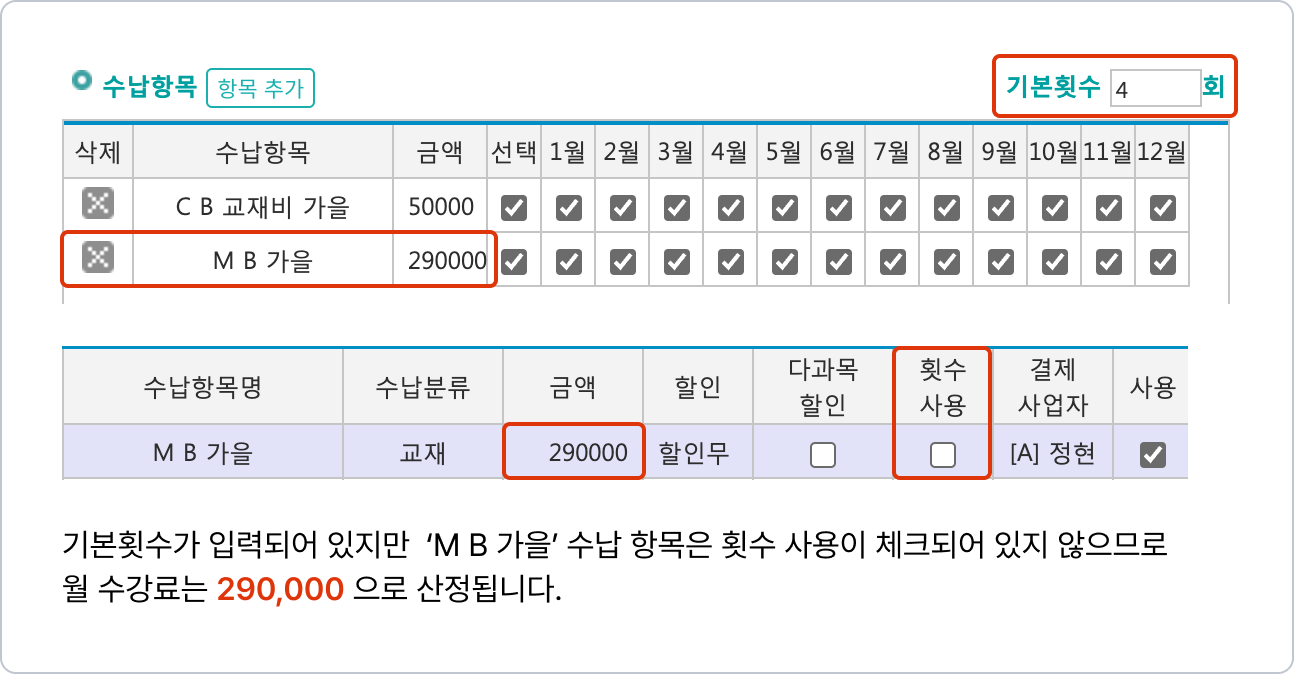 수납항목 항목 추가 기본횟수 4 회
삭제 수납항목 금액 선택 1월 2월 3월 4월 5월 6월 7월 8월 9월 10월 11월 12월
C B 교재비 가을 50000
M B 가을 290000
수납항목명 수납분류 금액 할인 다과목 할인 횟수 사용 결제 사업자 사용
M B 가을 교재 290000 할인무 [A] 정현
기본횟수가 입력되어 있지만 ‘M B 가을’ 수납 항목은 횟수 사용이 체크되어 있지 않으므로
월 수강료는 290,000 으로 산정됩니다.